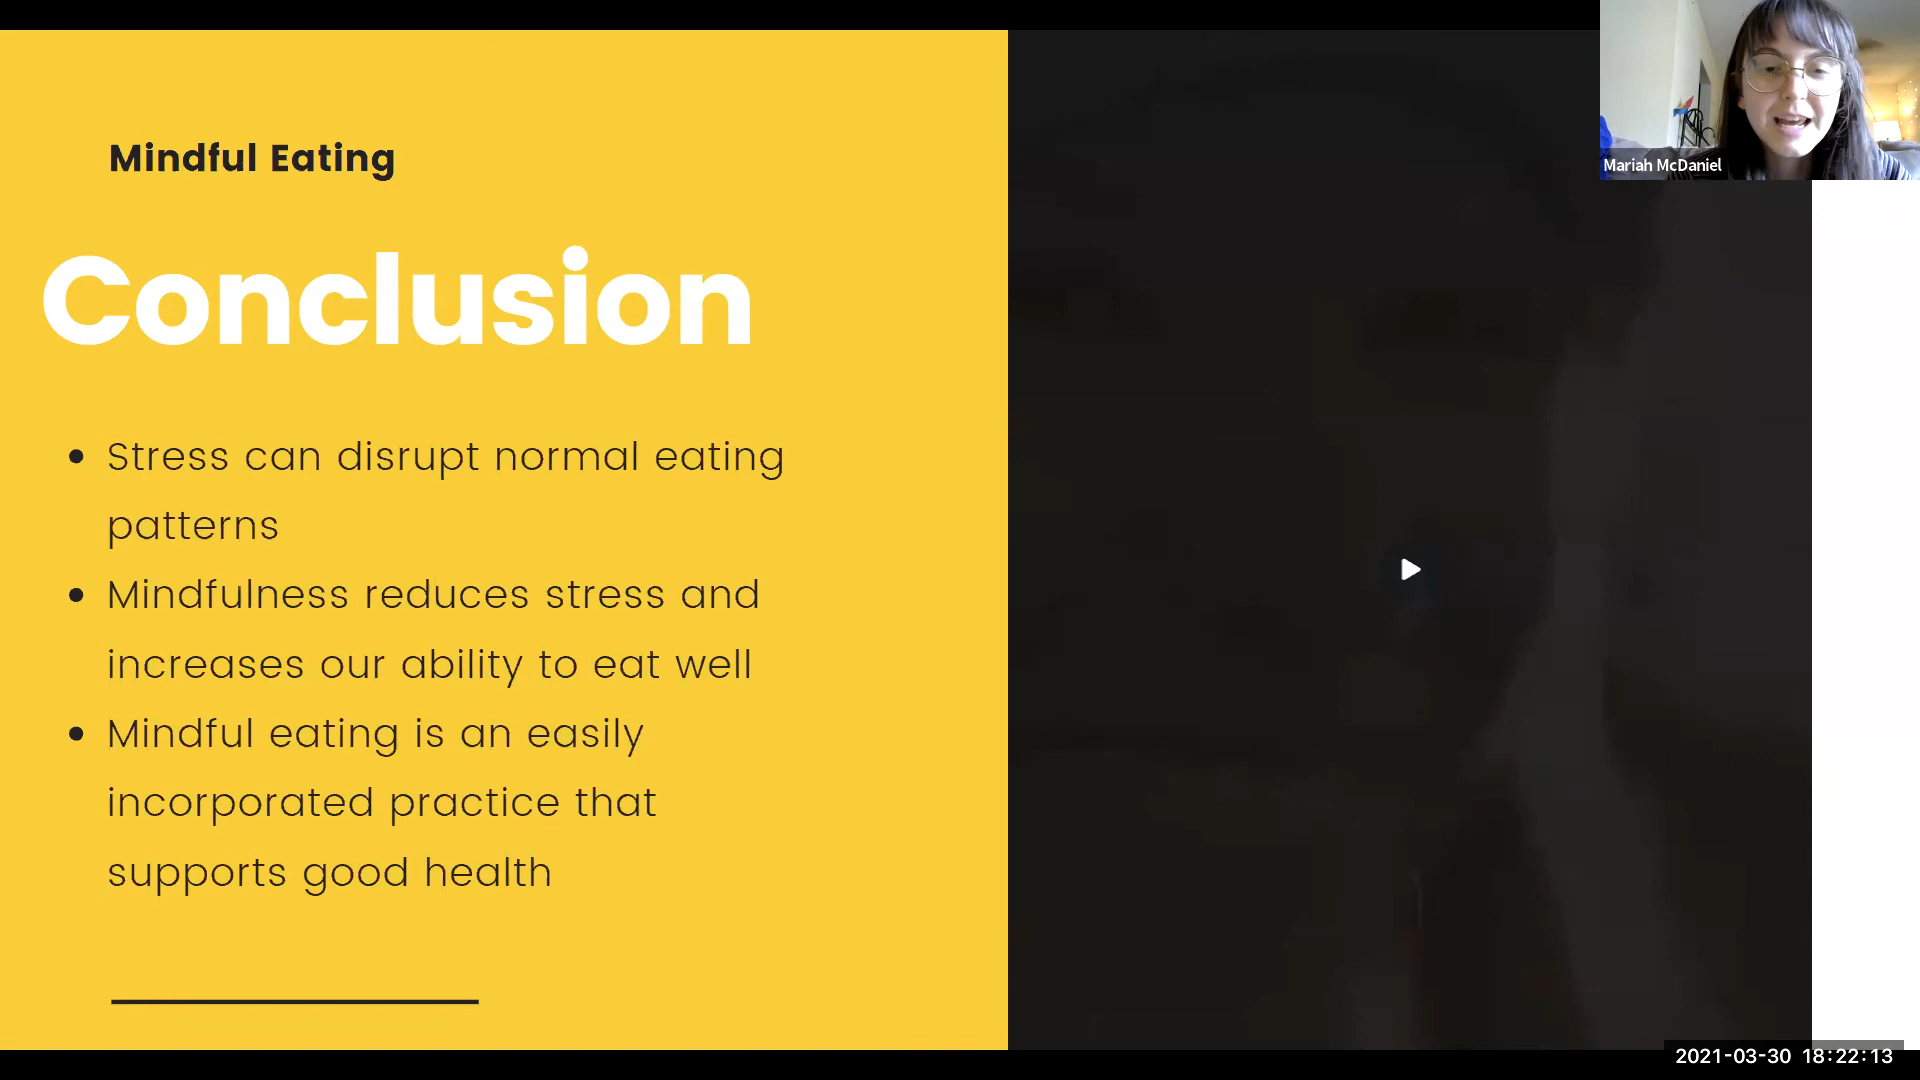 Mindful Eating
Conclusion
Stress can disrupt normal eating
patterns
Mindfulness reduces stress and
increases our ability to eat well
Mindful eating is an easily
incorporated practice that
supports good health
Mariah McDaniel
2021-03-30 18:22:13